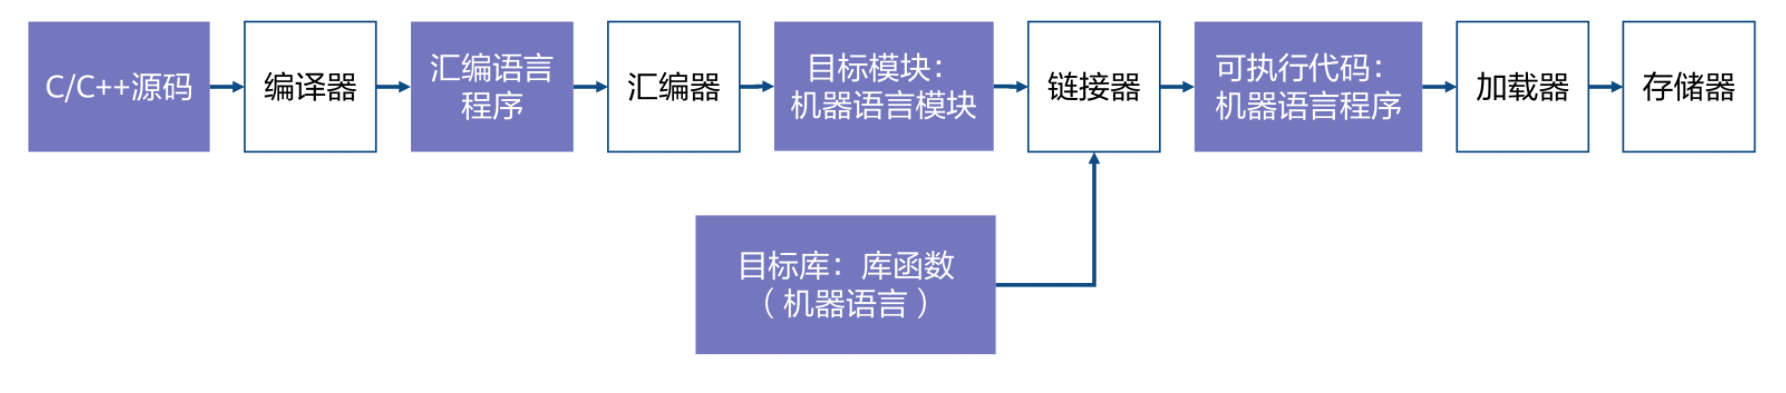 C/C++源码
编译器
汇编语言
程序
汇编器
目标模块：
机器语言模块
链接器
可执行代码：
机器语言程序
加载器
存储器
目标库：库函数
（机器语言）